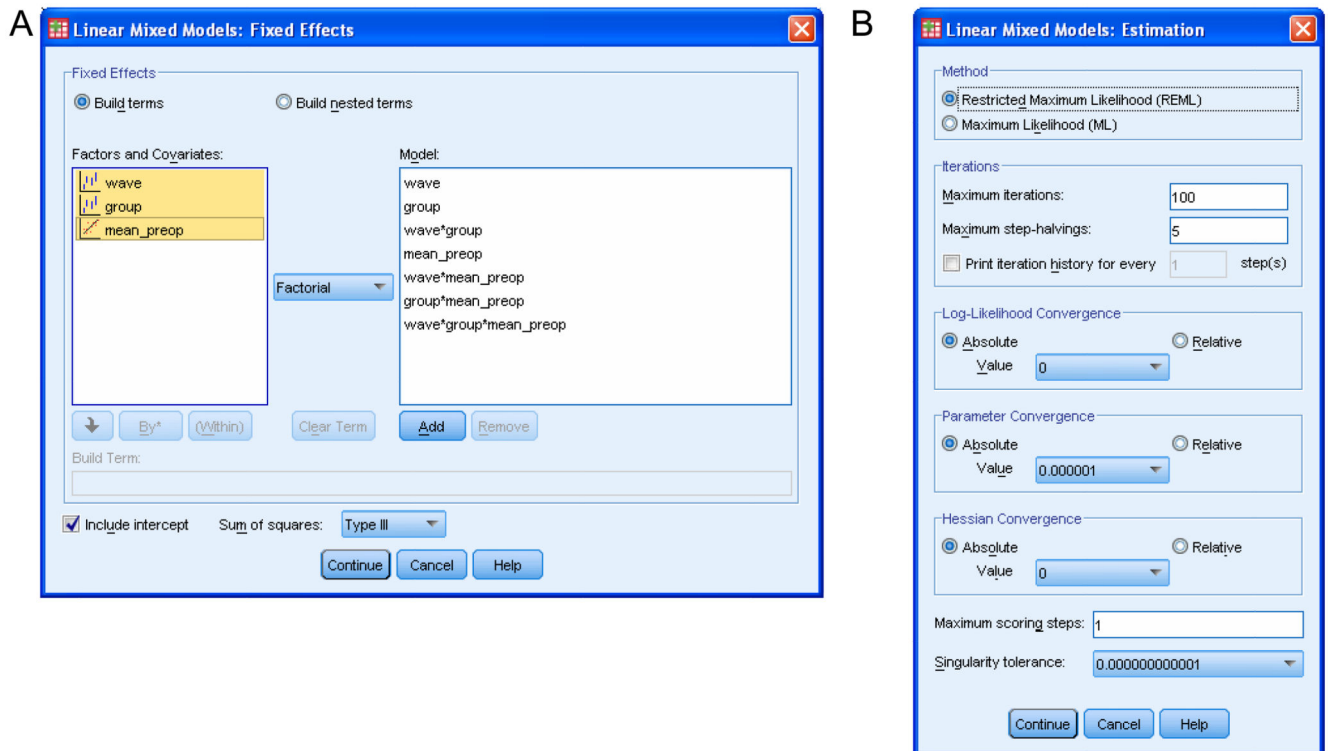 A
Linear Mixed Models: Fixed Effects
Fixed Effects
Build terms
Build nested terms
Factors and Covariates:
Model:
wave
group
mean_preop
Factorial
wave
group
wave*group
mean_preop
wave*mean_preop
group*mean_preop
wave*group*mean_preop
By*
(Within)
Clear Term
Add
Remove
Build Term:
Include intercept
Sum of squares:
Type III
Continue
Cancel
Help
B
Linear Mixed Models: Estimation
Method
Restricted Maximum Likelihood (REML)
Maximum Likelihood (ML)
Iterations
Maximum iterations:
100
Maximum step-halvings:
5
Print iteration history for every
1
step(s)
Log-Likelihood Convergence
Absolute
Relative
Value
0
Parameter Convergence
Absolute
Relative
Value
0.000001
Hessian Convergence
Absolute
Relative
Value
0
Maximum scoring steps:
1
Singularity tolerance:
0.000000000001
Continue
Cancel
Help